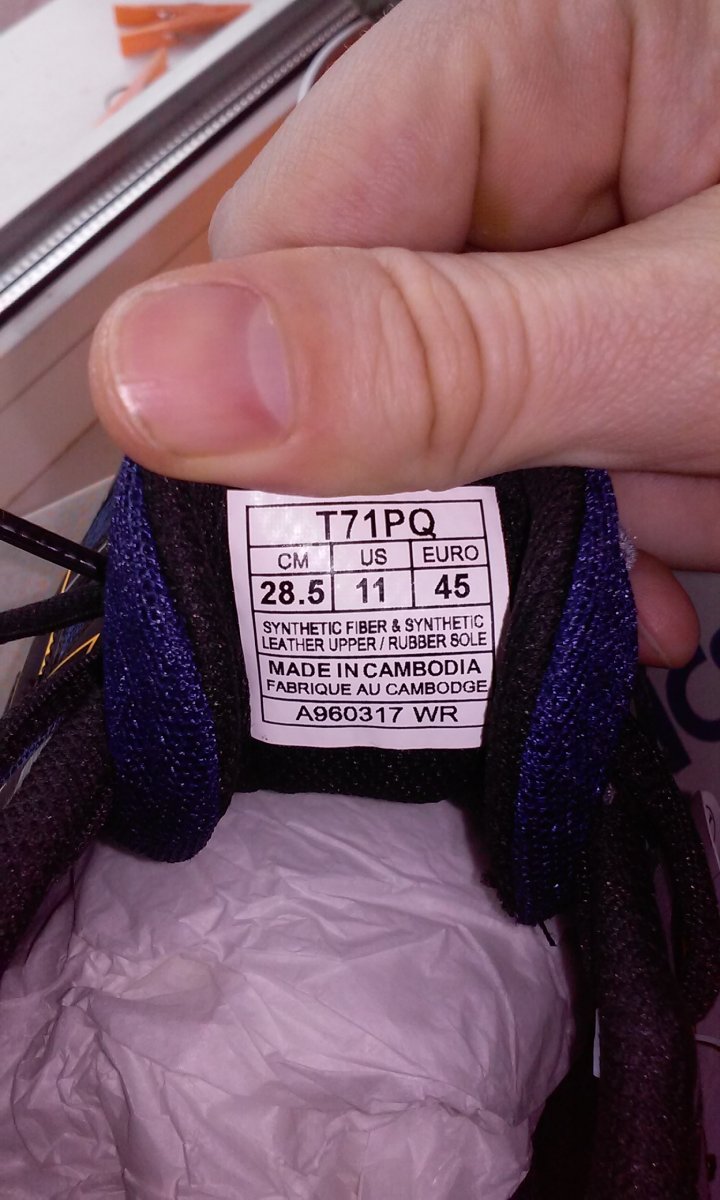 T71PQ
CM US EURO
28.5 11 45
SYNTHETIC FIBER & SYNTHETIC
LEATHER UPPER / RUBBER SOLE
MADE IN CAMBODIA
FABRIQUE AU CAMBODGE
A960317 WR